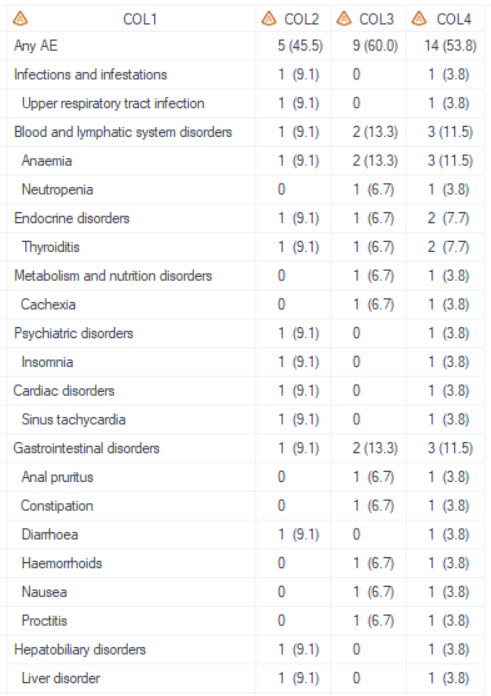 COL1 COL2 COL3 COL4
Any AE 5 (45.5) 9 (60.0) 14 (53.8)
Infections and infestations 1 (9.1) 0 1 (3.8)
Upper respiratory tract infection 1 (9.1) 0 1 (3.8)
Blood and lymphatic system disorders 1 (9.1) 2 (13.3) 3 (11.5)
Anaemia 1 (9.1) 2 (13.3) 3 (11.5)
Neutropenia 0 1 (6.7) 1 (3.8)
Endocrine disorders 1 (9.1) 1 (6.7) 2 (7.7)
Thyroiditis 1 (9.1) 1 (6.7) 2 (7.7)
Metabolism and nutrition disorders 0 1 (6.7) 1 (3.8)
Cachexia 0 1 (6.7) 1 (3.8)
Psychiatric disorders 1 (9.1) 0 1 (3.8)
Insomnia 1 (9.1) 0 1 (3.8)
Cardiac disorders 1 (9.1) 0 1 (3.8)
Sinus tachycardia 1 (9.1) 0 1 (3.8)
Gastrointestinal disorders 1 (9.1) 2 (13.3) 3 (11.5)
Anal pruritus 0 1 (6.7) 1 (3.8)
Constipation 0 1 (6.7) 1 (3.8)
Diarrhoea 1 (9.1) 0 1 (3.8)
Haemorrhoids 0 1 (6.7) 1 (3.8)
Nausea 0 1 (6.7) 1 (3.8)
Proctitis 0 1 (6.7) 1 (3.8)
Hepatobiliary disorders 1 (9.1) 0 1 (3.8)
Liver disorder 1 (9.1) 0 1 (3.8)